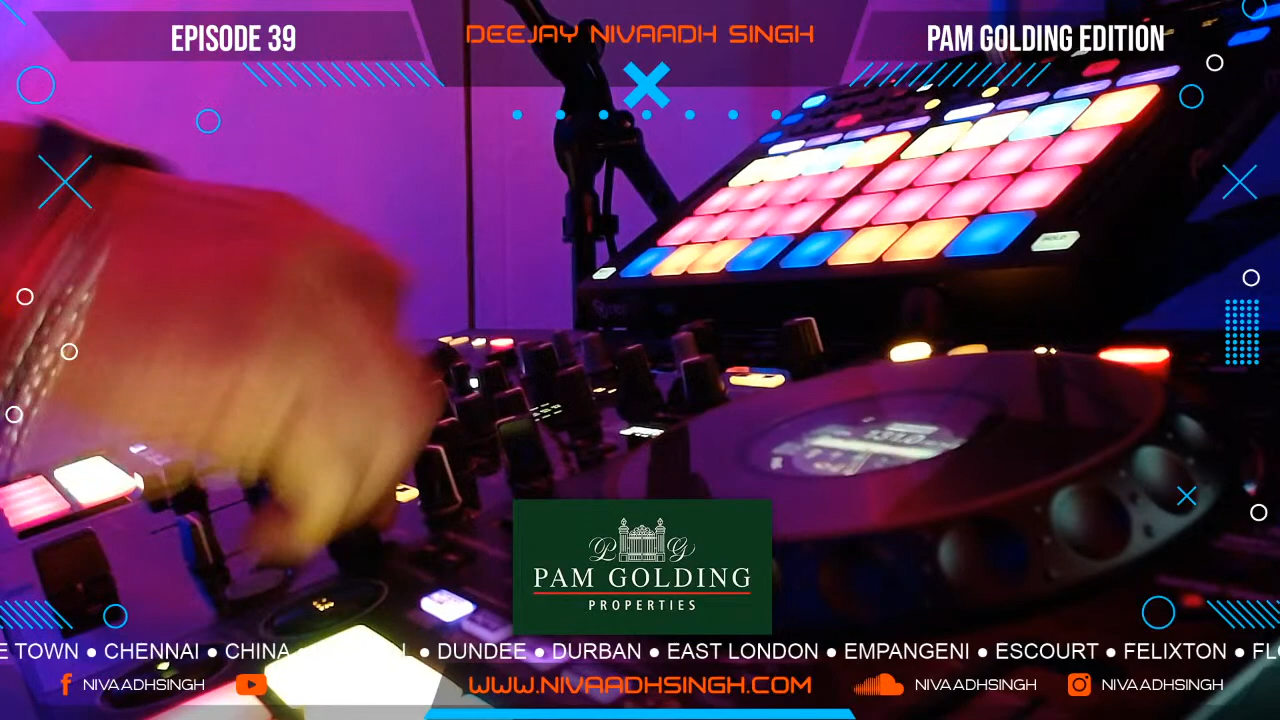 EPISODE 39
DEEJAY NIVAADH SINGH
PAM GOLDING EDITION
HOLD
P G
PAM GOLDING
PROPERTIES
E TOWN ● CHENNAI ● CHINA ● L ● DUNDEE ● DURBAN ● EAST LONDON ● EMPANGENI ● ESCOURT ● FELIXTON ● FL
NIVAADHSINGH
WWW.NIVAADHSINGH.COM
NIVAADHSINGH
NIVAADHSINGH